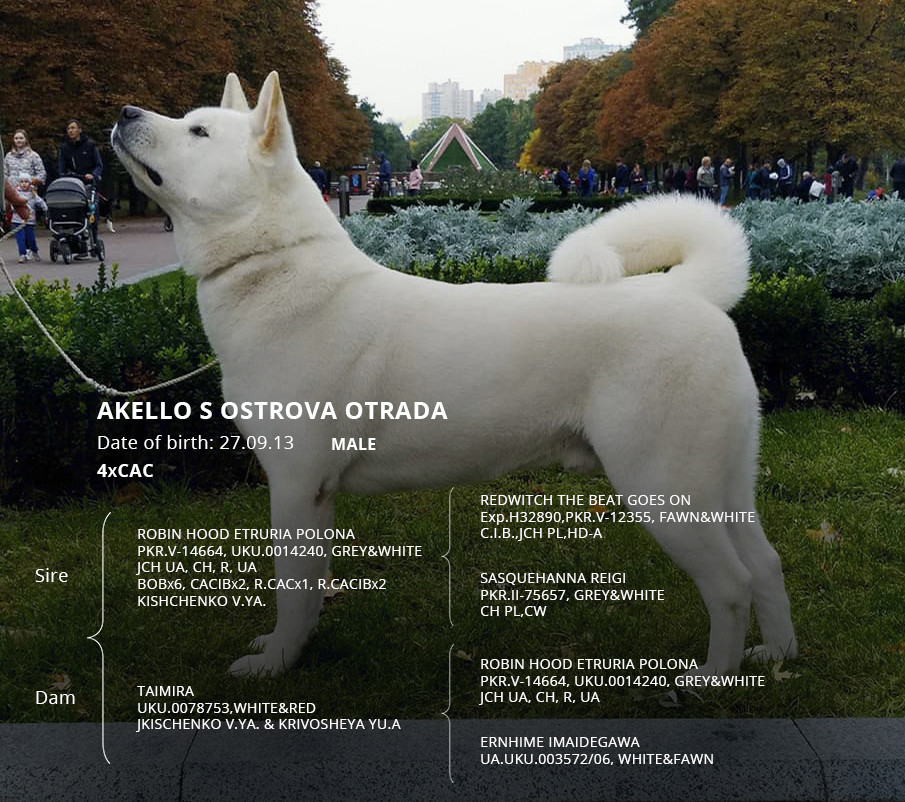 AKELLO S OSTROVA OTRADA
Date of birth: 27.09.13 MALE
4xCAC
Sire
ROBIN HOOD ETRURIA POLONA
PKR.V-14664, UKU.0014240, GREY&WHITE
JCH UA, CH, R, UA
BOBx6, CACIBx2, R.CACx1, R.CACIBx2
KISHCHENKO V.YA.
REDWITCH THE BEAT GOES ON
Exp.H32890,PKR.V-12355, FAWN&WHITE
C.I.B.,JCH PL,HD-A
SASQUEHANNA REIGI
PKR.II-75657, GREY&WHITE
CH PL,CW
Dam
TAIMIRA
UKU.0078753,WHITE&RED
JKISCHENKO V.YA. & KRIVOSHEYA YU.A
ROBIN HOOD ETRURIA POLONA
PKR.V-14664, UKU.0014240, GREY&WHITE
JCH UA, CH, R, UA
ERNHIME IMAIDEGAWA
UA.UKU.003572/06, WHITE&FAWN